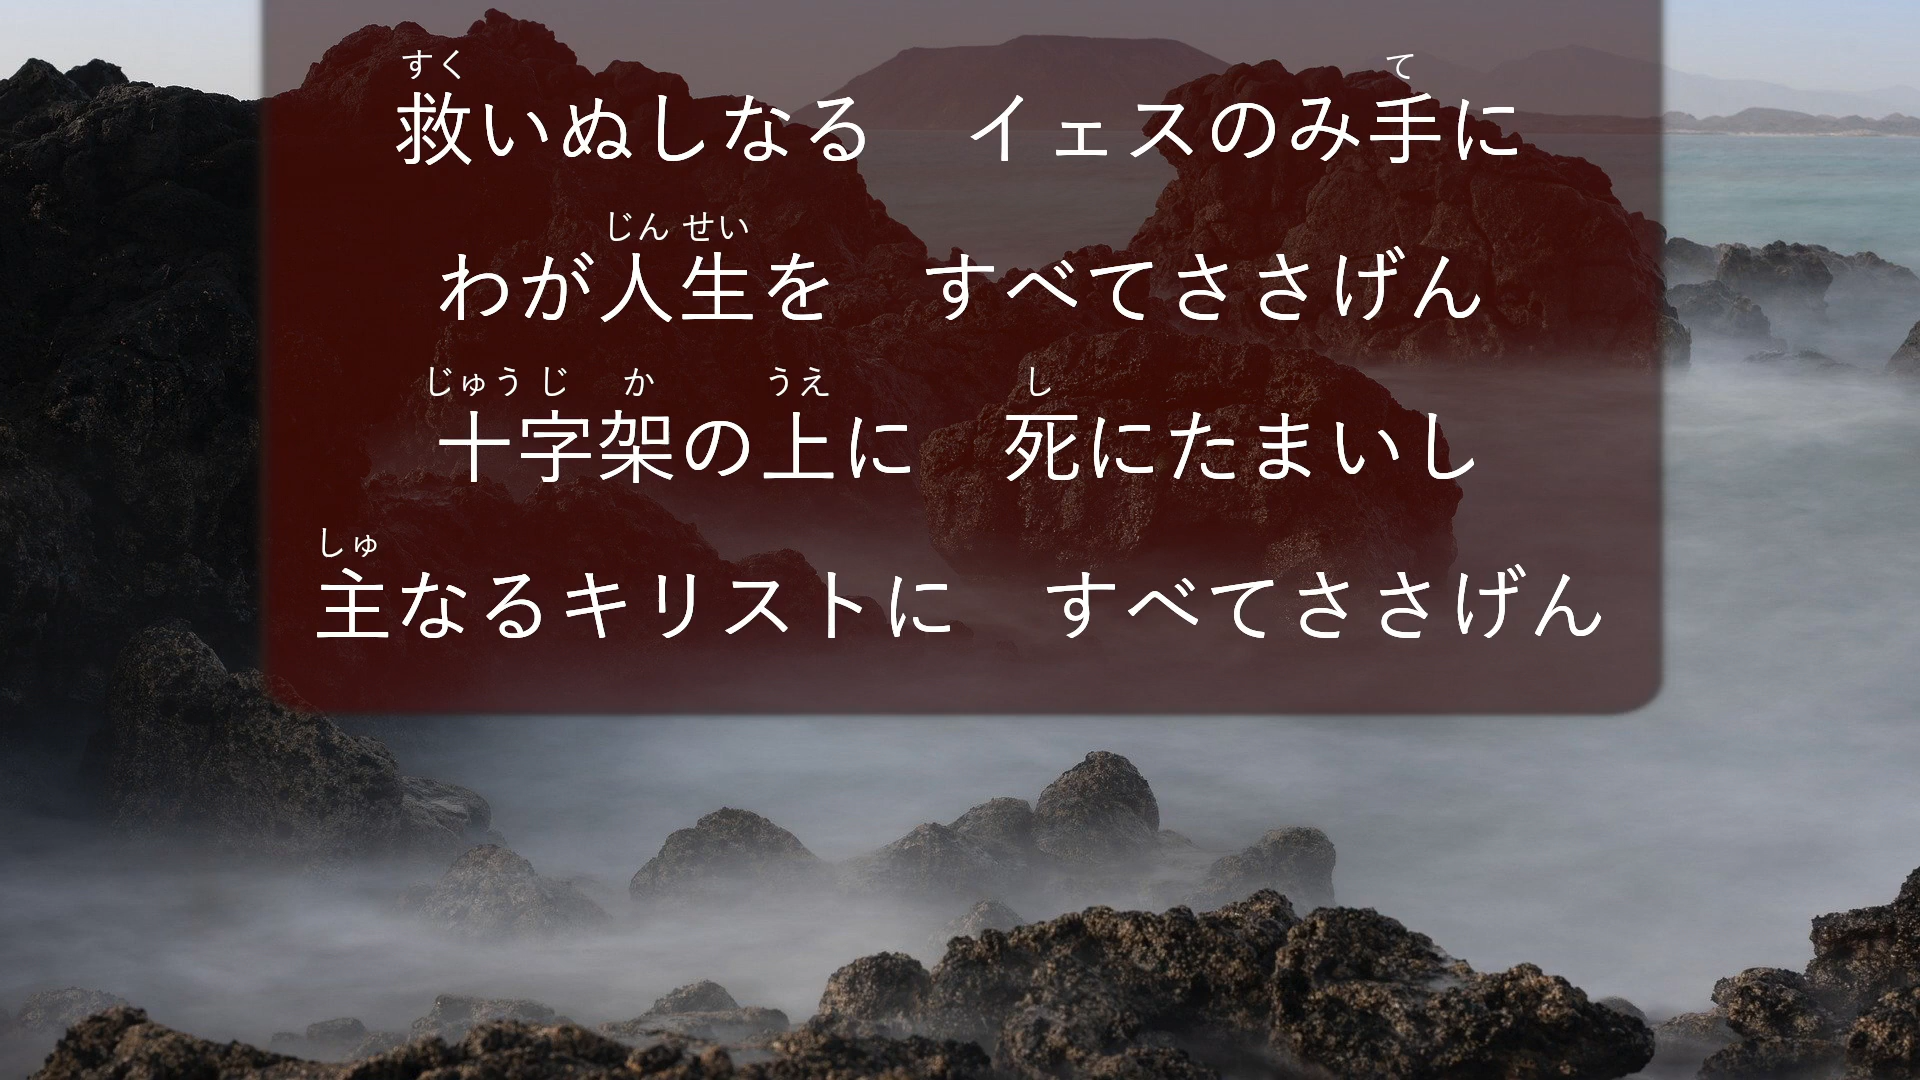 すく て
救いぬしなる　イェスのみ手に
じん せい
わが人生を　すべてささげん
じゅう じ か うえ し
十字架の上に　死にたまいし
しゅ
主なるキリストに　すべてささげん